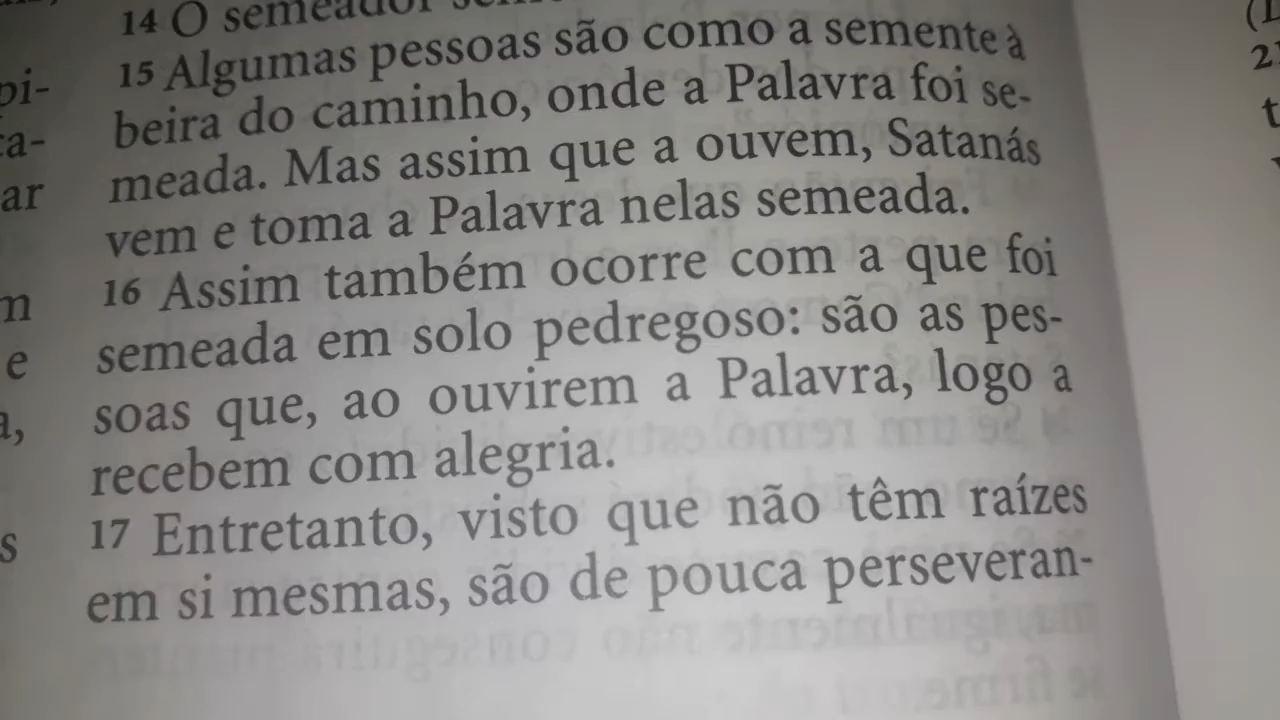 14 O semeador
15 Algumas pessoas são como a semente à
beira do caminho, onde a Palavra foi se-
meada. Mas assim que a ouvem, Satanás
vem e toma a Palavra nelas semeada.
16 Assim também ocorre com a que foi
semeada em solo pedregoso: são as pes-
soas que, ao ouvirem a Palavra, logo a
recebem com alegria.
17 Entretanto, visto que não têm raízes
em si mesmas, são de pouca perseveran-